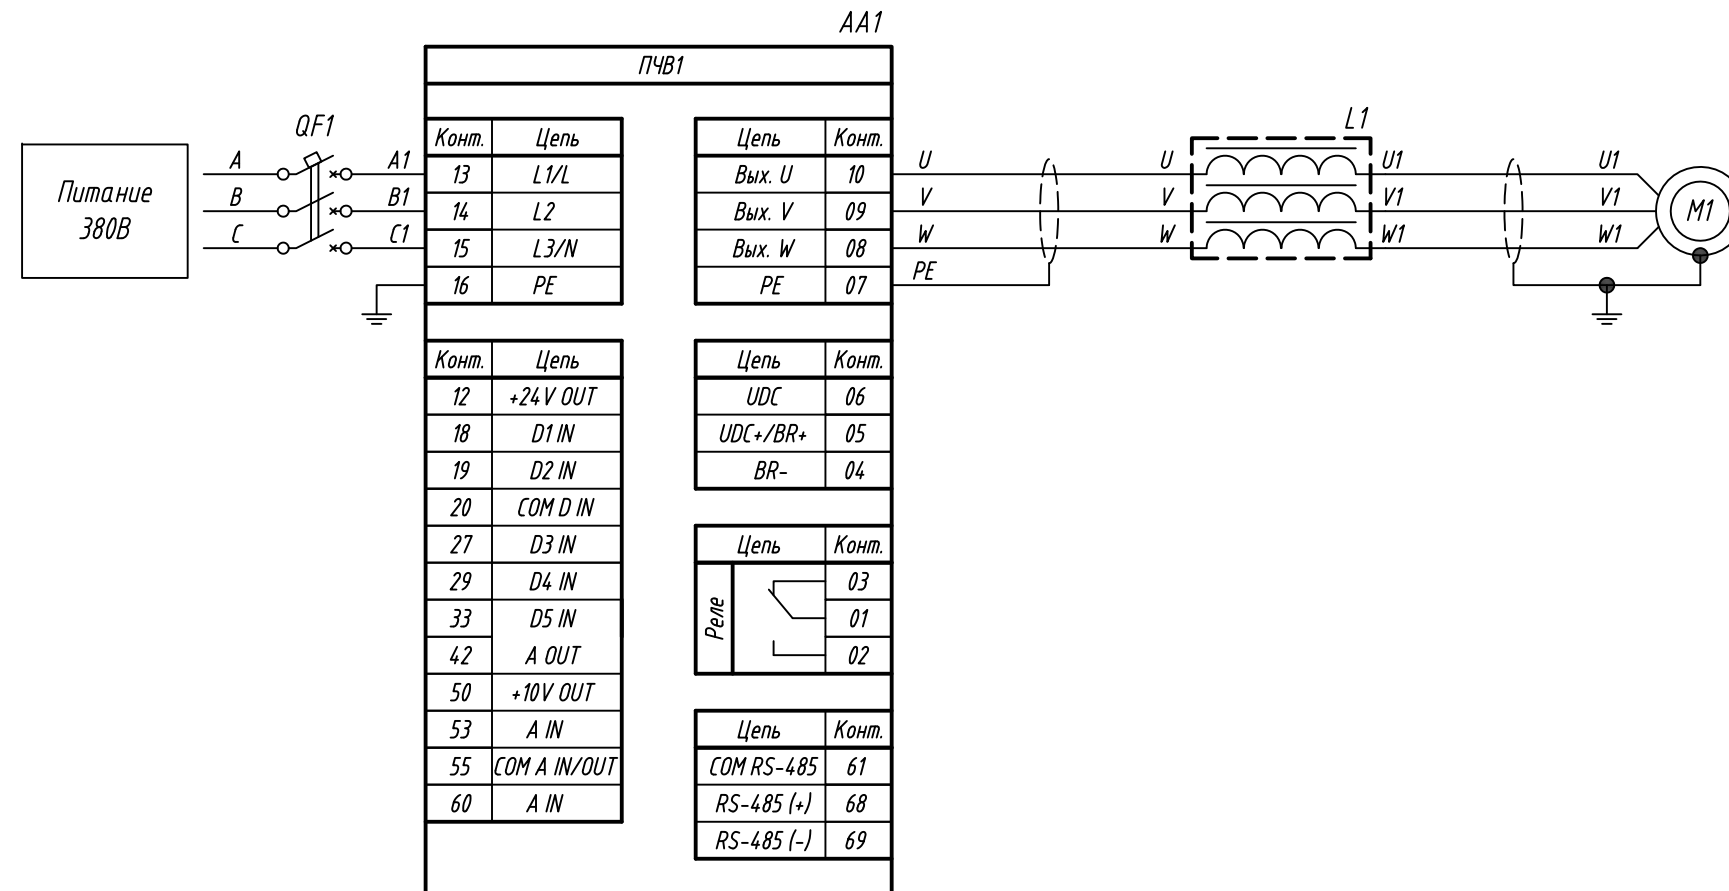 AA1
ПЧВ1
Питание
380В
QF1
A
B
C
A1
B1
C1
Конт. Цепь
13 L1/L
14 L2
15 L3/N
16 PE
Цепь Конт.
Вых. U 10
Вых. V 09
Вых. W 08
PE 07
U
V
W
PE
U
V
W
L1
U1
V1
W1
U1
V1
W1
M1
Конт. Цепь
12 +24V OUT
18 D1 IN
19 D2 IN
20 COM D IN
27 D3 IN
29 D4 IN
33 D5 IN
42 A OUT
50 +10V OUT
53 A IN
55 COM A IN/OUT
60 A IN
Цепь Конт.
UDC 06
UDC+/BR+ 05
BR- 04
Цепь Конт.
Реле
03
01
02
Цепь Конт.
COM RS-485 61
RS-485 (+) 68
RS-485 (-) 69